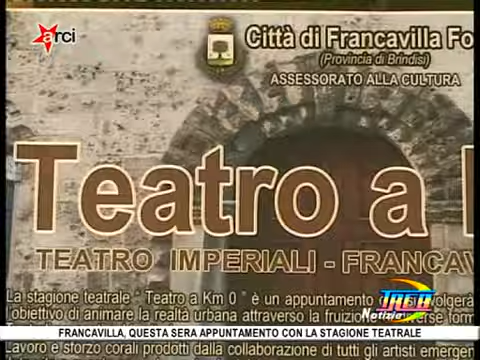 arci
Città di Francavilla Fo
(Provincia di Brindisi)
ASSESSORATO ALLA CULTURA
Teatro a
TEATRO IMPERIALI - FRANCAV
La stagione teatrale " Teatro a Km 0 " è un appuntamento
l'obiettivo di animare la realtà urbana attraverso la fruizio
Notizie
FRANCAVILLA, QUESTA SERA APPUNTAMENTO CON LA STAGIONE TEATRALE
Lavoro e sforzo corali prodotti dalla collaborazione di tutti gli artisti emergen